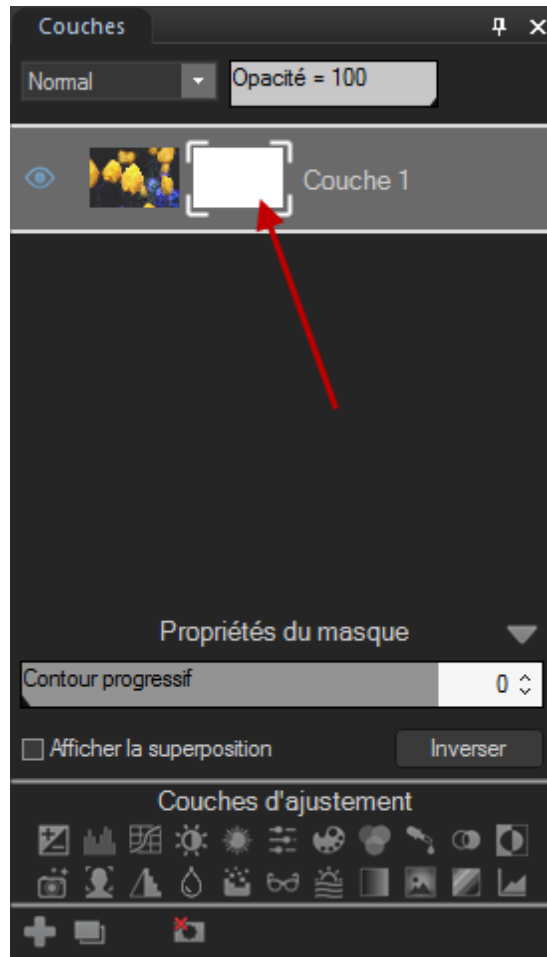 Couches
Normal
Opacité = 100
Couche 1
Propriétés du masque
Contour progressif 0
Afficher la superposition Inverser
Couches d'ajustement